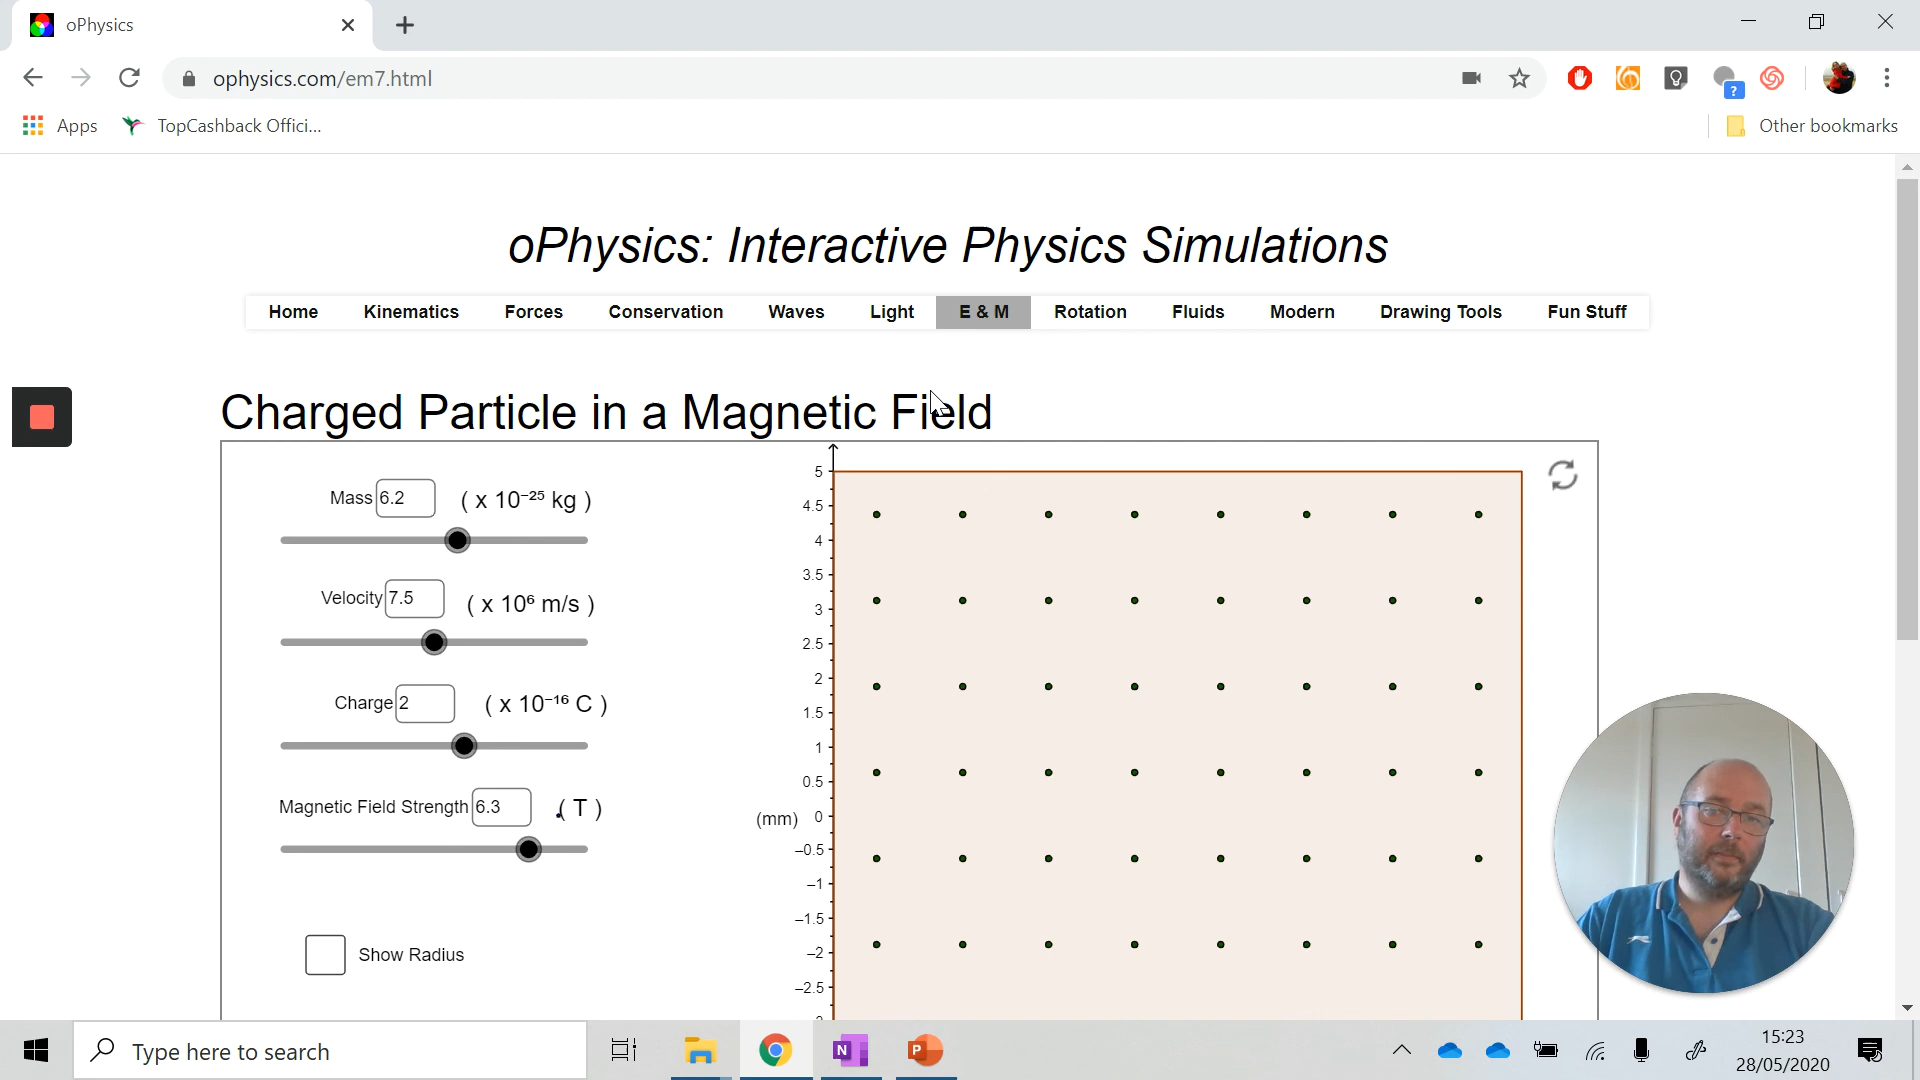 oPhysics
ophysics.com/em7.html
?
Apps
TopCashback Offici...
Other bookmarks
oPhysics: Interactive Physics Simulations
Home Kinematics Forces Conservation Waves Light E & M Rotation Fluids Modern Drawing Tools Fun Stuff
Charged Particle in a Magnetic Field
Mass 6.2 ( x 10⁻²⁵ kg )
Velocity 7.5 ( x 10⁶ m/s )
Charge 2 ( x 10⁻¹⁶ C )
Magnetic Field Strength 6.3 ( T )
Show Radius
5
4.5
4
3.5
3
2.5
2
1.5
1
0.5
(mm) 0
–0.5
–1
–1.5
–2
–2.5
Type here to search
N
P
15:23
28/05/2020